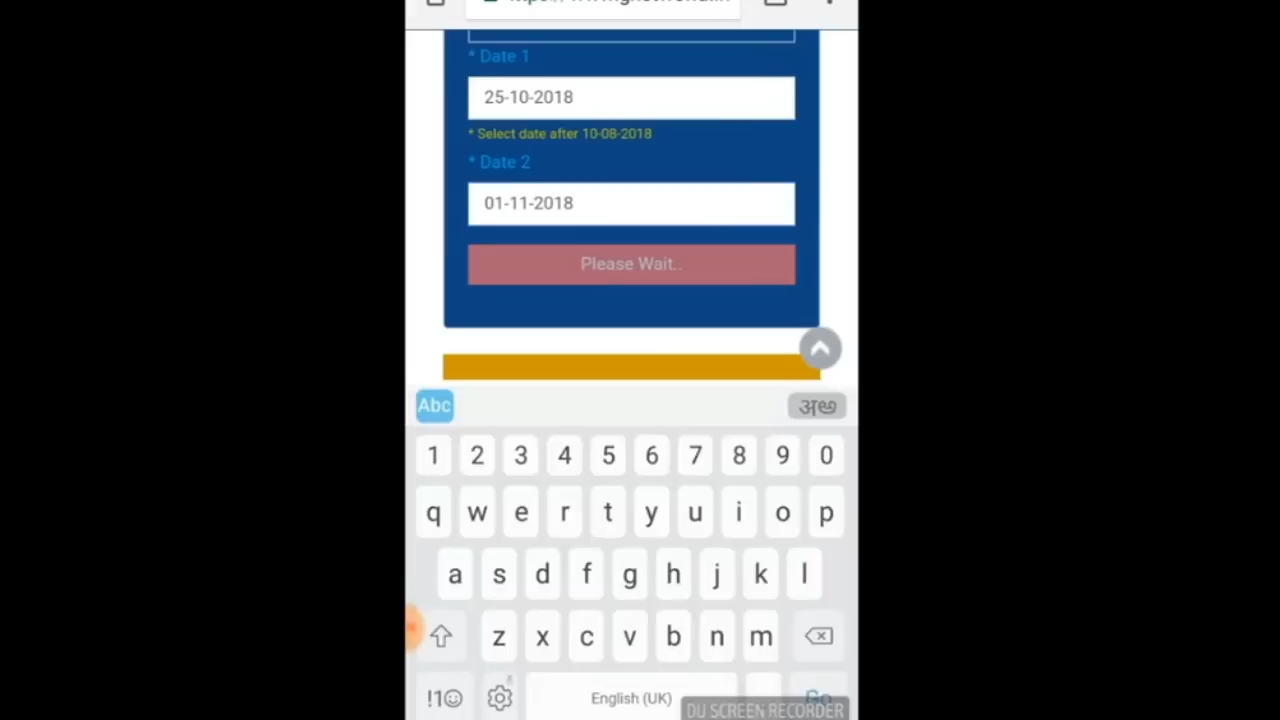 * Date 1
25-10-2018
* Select date after 10-08-2018
* Date 2
01-11-2018
Please Wait..
Abc
1 2 3 4 5 6 7 8 9 0
q w e r t y u i o p
a s d f g h j k l
z x c v b n m
!1 English (UK) Go
DU SCREEN RECORDER